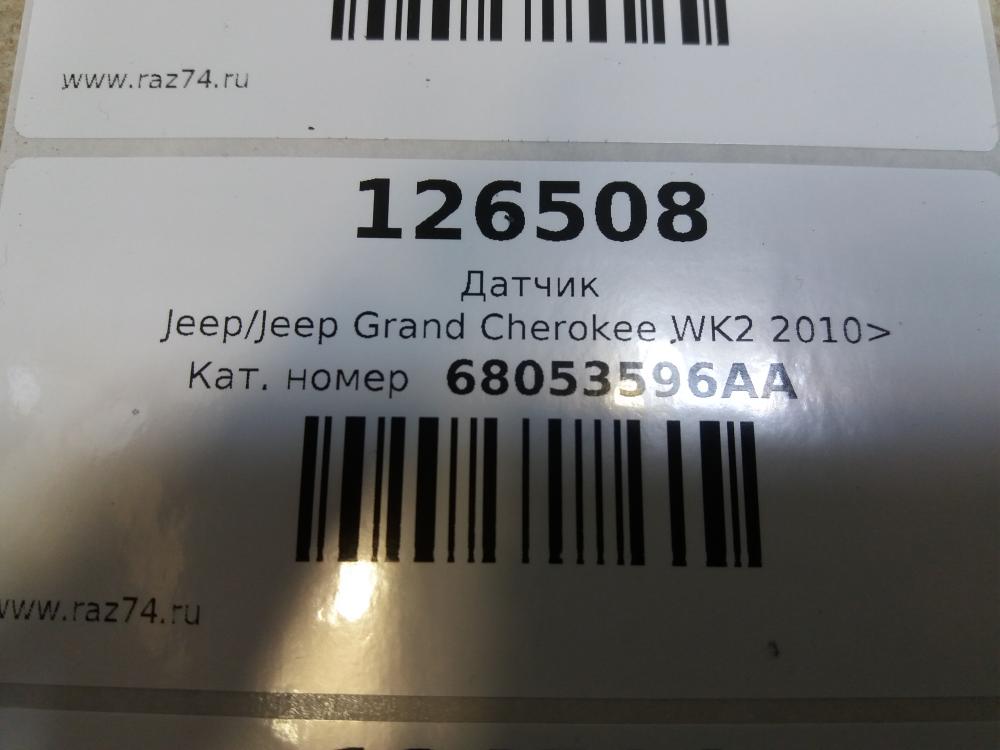 www.raz74.ru
126508
Датчик
Jeep/Jeep Grand Cherokee WK2 2010>
Кат. номер 68053596AA
www.raz74.ru